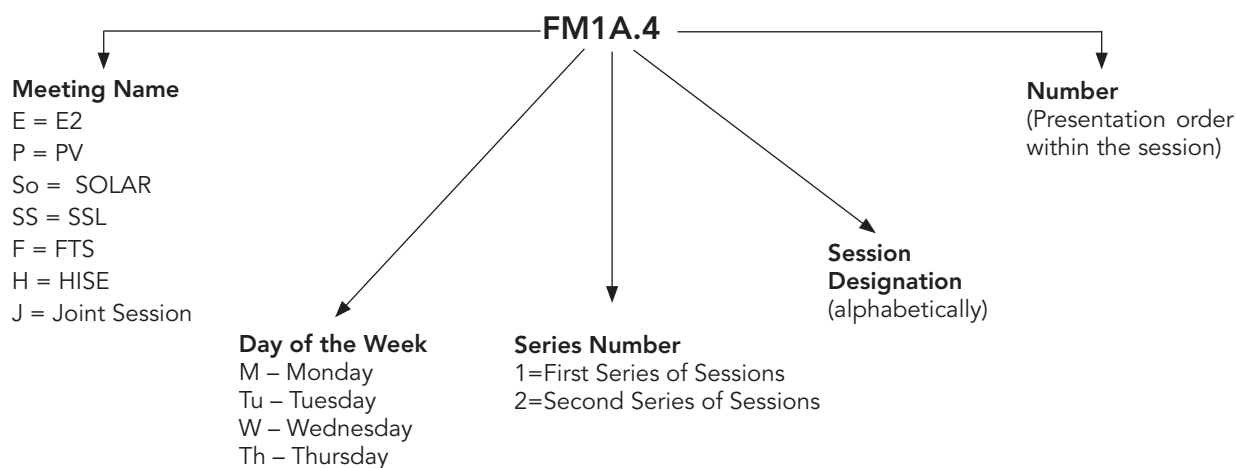 FM1A.4
Meeting Name
E = E2
P = PV
So = SOLAR
SS = SSL
F = FTS
H = HISE
J = Joint Session
Day of the Week
M – Monday
Tu – Tuesday
W – Wednesday
Th – Thursday
Series Number
1=First Series of Sessions
2=Second Series of Sessions
Session
Designation
(alphabetically)
Number
(Presentation order
within the session)